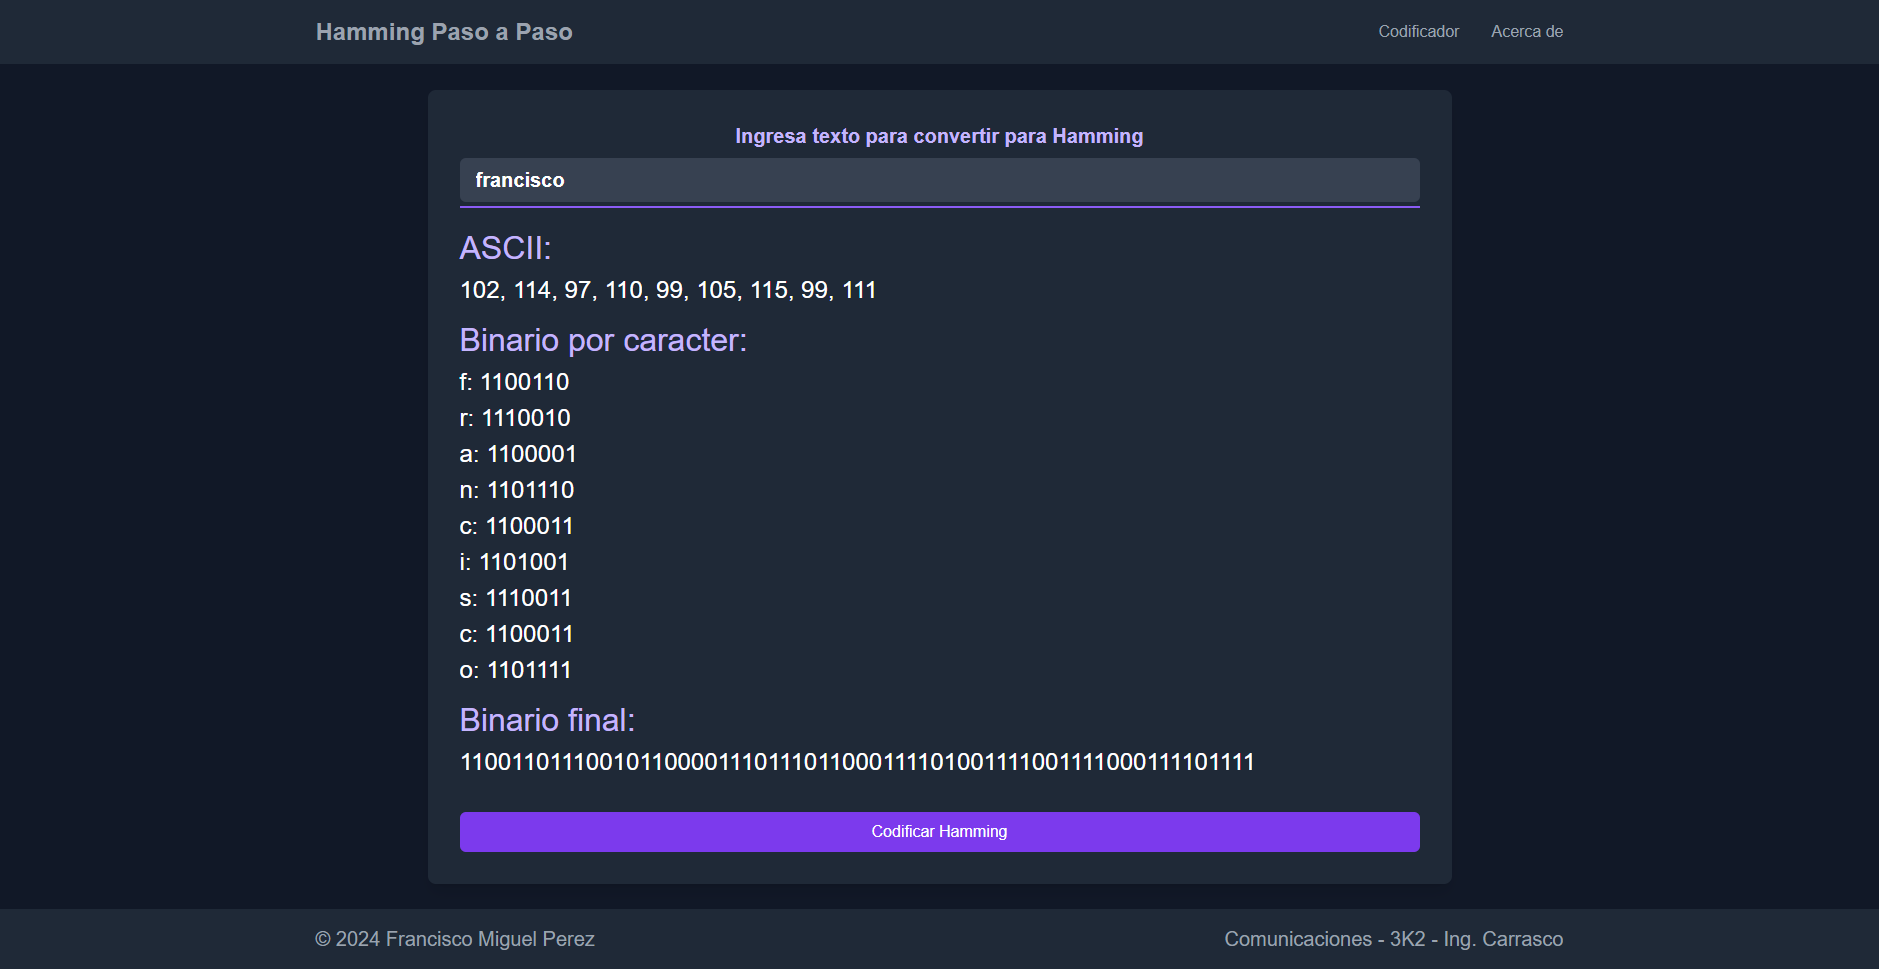 Hamming Paso a Paso
Codificador
Acerca de
Ingresa texto para convertir para Hamming
francisco
ASCII:
102, 114, 97, 110, 99, 105, 115, 99, 111
Binario por caracter:
f: 1100110
r: 1110010
a: 1100001
n: 1101110
c: 1100011
i: 1101001
s: 1110011
c: 1100011
o: 1101111
Binario final:
110011011100101100001110111011000111101001111001111000111101111
Codificar Hamming
© 2024 Francisco Miguel Perez
Comunicaciones - 3K2 - Ing. Carrasco